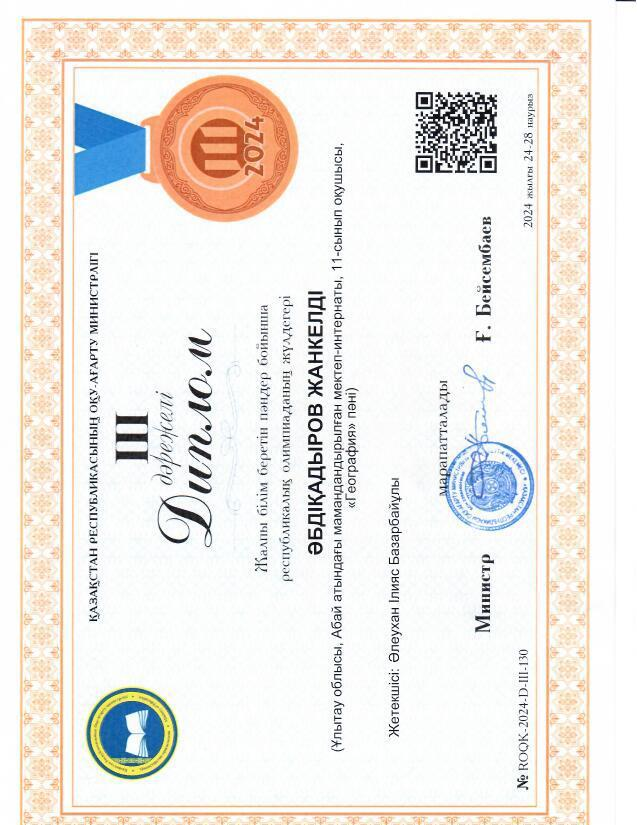 ҚАЗАҚСТАН РЕСПУБЛИКАСЫНЫҢ ОҚУ-АҒАРТУ МИНИСТРЛІГІ
III
2024
III
дәрежелі
Диплом
Жалпы білім беретін пәндер бойынша
республикалық олимпиаданың жүлдегері
ӘБДІҚАДЫРОВ ЖАНКЕЛДІ
(Ұлытау облысы, Абай атындағы мамандандырылған мектеп-интернаты, 11-сынып оқушысы,
«География» пәні)
Жетекшісі: Әлеухан Ілияс Базарбайұлы
марапатталады
Министр Ғ. Бейсембаев
№ ROQK-2024-D-III-130
2024 жылғы 24-28 наурыз